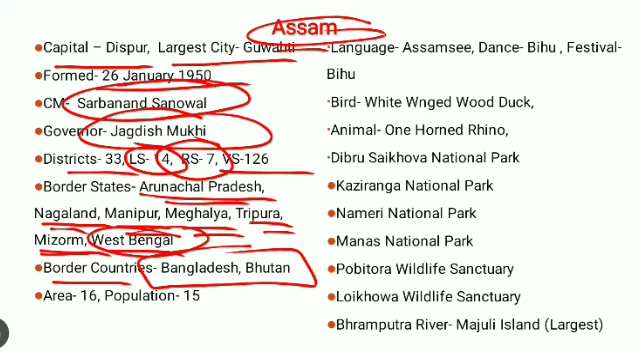 Assam
●Capital – Dispur, Largest City- Guwahti
●Formed- 26 January 1950
●CM- Sarbanand Sanowal
●Governor- Jagdish Mukhi
●Districts- 33, LS- 14, RS- 7, VS-126
●Border States- Arunachal Pradesh,
Nagaland, Manipur, Meghalya, Tripura,
Mizorm, West Bengal
●Border Countries- Bangladesh, Bhutan
●Area- 16, Population- 15
•Language- Assamsee, Dance- Bihu , Festival-
Bihu
•Bird- White Wnged Wood Duck,
•Animal- One Horned Rhino,
•Dibru Saikhova National Park
●Kaziranga National Park
●Nameri National Park
●Manas National Park
●Pobitora Wildlife Sanctuary
●Loikhowa Wildlife Sanctuary
●Bhramputra River- Majuli Island (Largest)